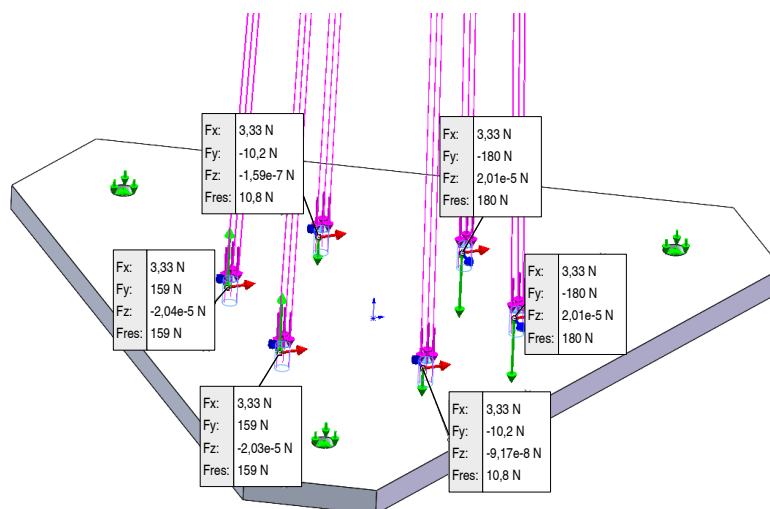 Fx: 3,33 N
Fy: -10,2 N
Fz: -1,59e-7 N
Fres: 10,8 N
Fx: 3,33 N
Fy: -180 N
Fz: 2,01e-5 N
Fres: 180 N
Fx: 3,33 N
Fy: 159 N
Fz: -2,04e-5 N
Fres: 159 N
Fx: 3,33 N
Fy: -180 N
Fz: 2,01e-5 N
Fres: 180 N
Fx: 3,33 N
Fy: 159 N
Fz: -2,03e-5 N
Fres: 159 N
Fx: 3,33 N
Fy: -10,2 N
Fz: -9,17e-8 N
Fres: 10,8 N